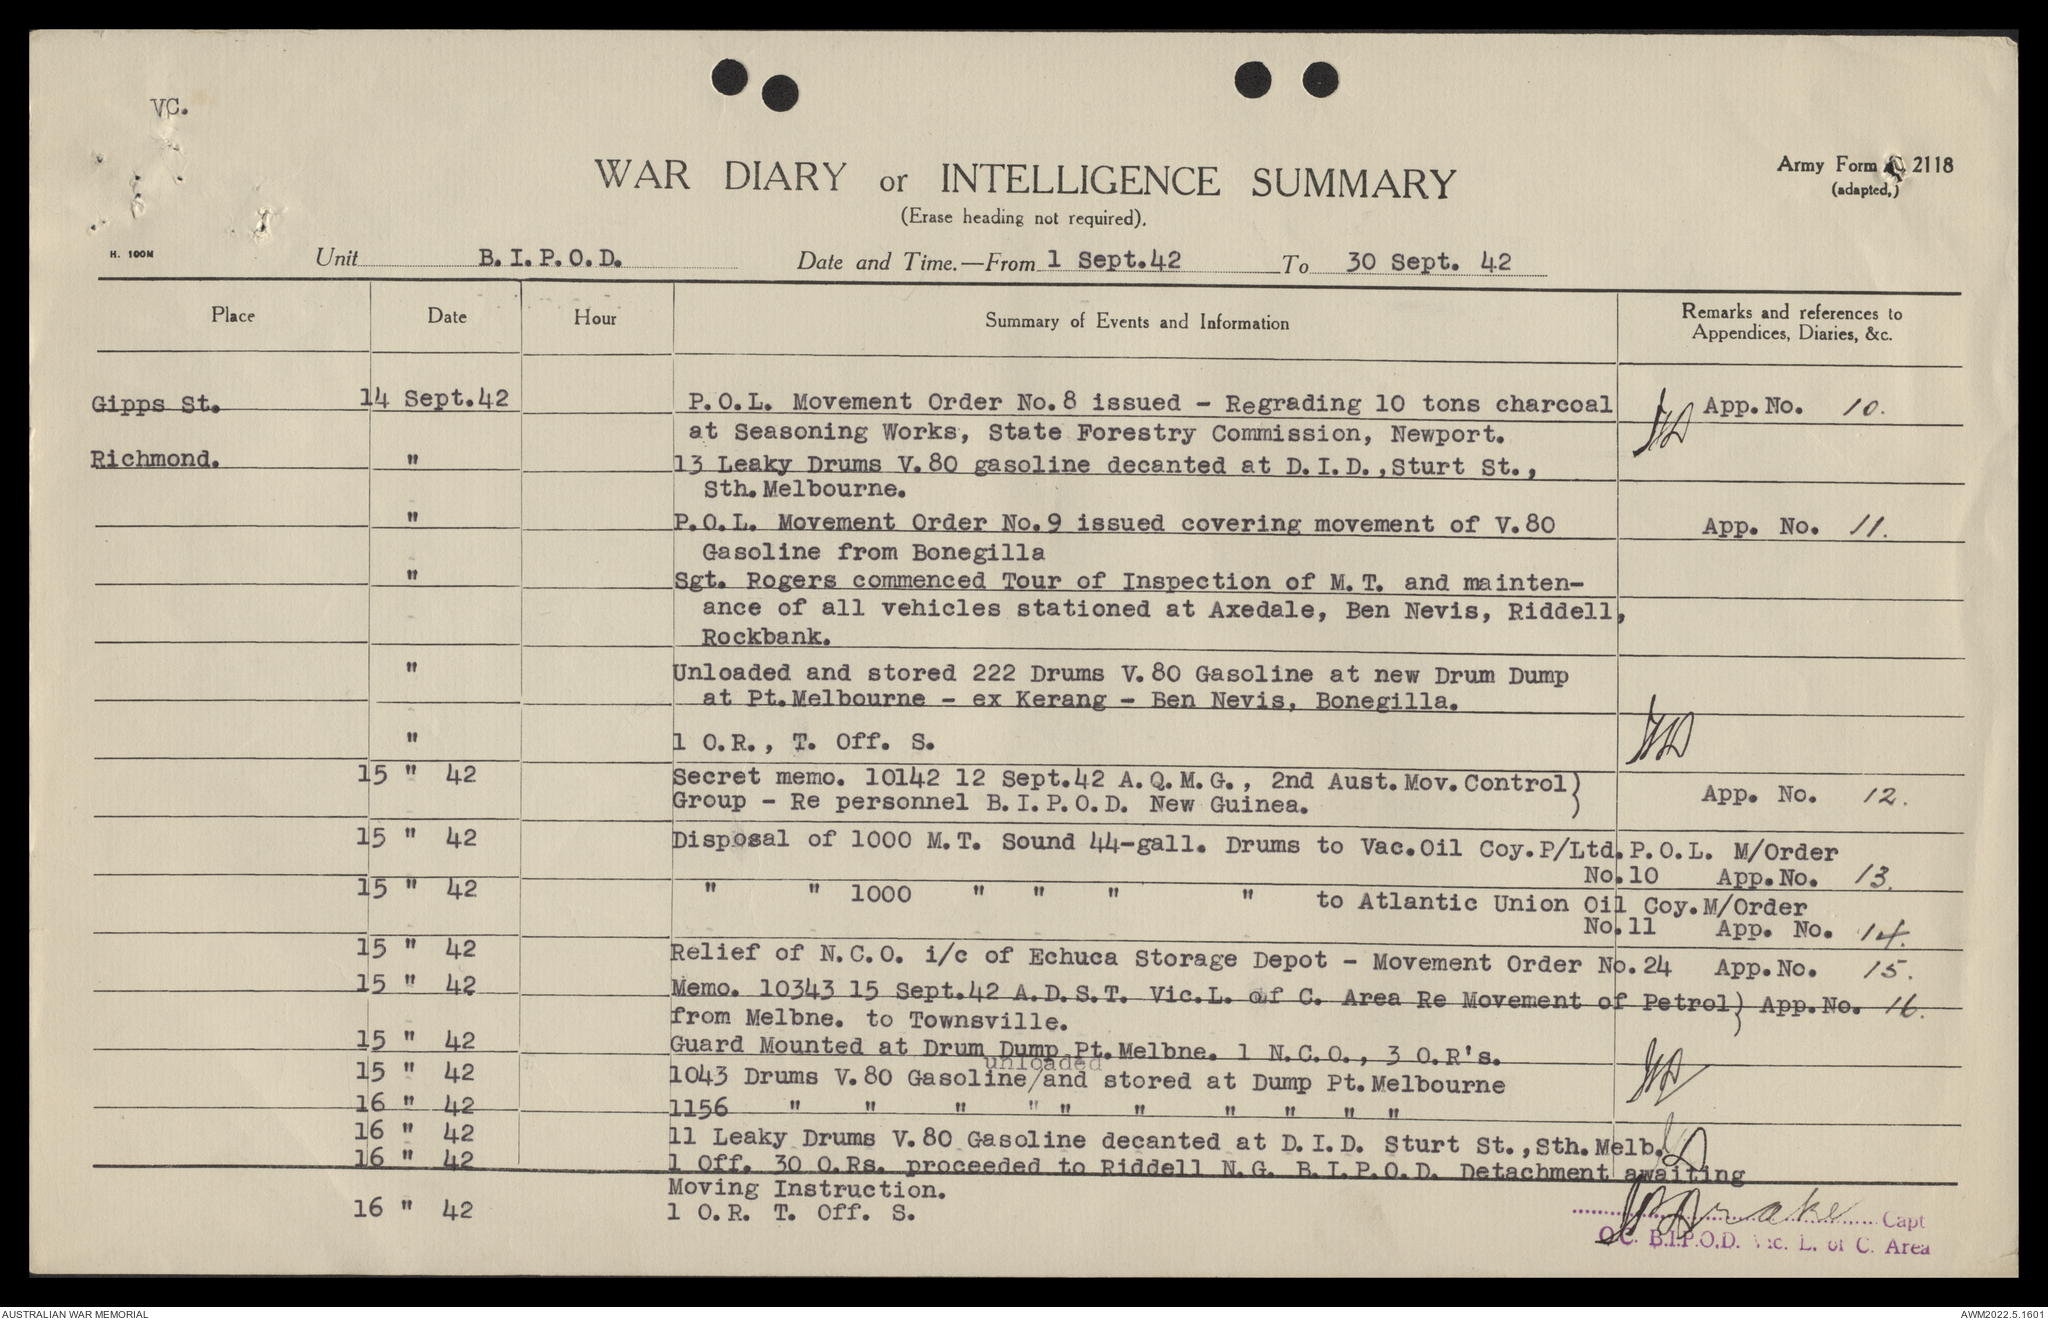 VC.
WAR DIARY or INTELLIGENCE SUMMARY
Army Form 2118
(adapted,)
(Erase heading not required).
H. 100M
Unit B.I.P.O.D. Date and Time.—From 1 Sept.42 To 30 Sept. 42
Place Date Hour Summary of Events and Information Remarks and references to
Appendices, Diaries, &c.
Gipps St. 14 Sept.42 P.O.L. Movement Order No.8 issued - Regrading 10 tons charcoal App.No. 10.
at Seasoning Works, State Forestry Commission, Newport.
Richmond. " 13 Leaky Drums V.80 gasoline decanted at D.I.D.,Sturt St.,
Sth.Melbourne.
" P.O.L. Movement Order No.9 issued covering movement of V.80 App. No. 11.
Gasoline from Bonegilla
" Sgt. Rogers commenced Tour of Inspection of M.T. and mainten-
ance of all vehicles stationed at Axedale, Ben Nevis, Riddell,
Rockbank.
" Unloaded and stored 222 Drums V.80 Gasoline at new Drum Dump
at Pt.Melbourne - ex Kerang - Ben Nevis, Bonegilla.
" 1 O.R., T. Off. S.
15 " 42 Secret memo. 10142 12 Sept.42 A.Q.M.G., 2nd Aust.Mov.Control)
Group - Re personnel B.I.P.O.D. New Guinea. App. No. 12.
15 " 42 Disposal of 1000 M.T. Sound 44-gall. Drums to Vac.Oil Coy.P/Ltd.P.O.L. M/Order
No.10 App.No. 13.
15 " 42 " " 1000 " " " " to Atlantic Union Oil Coy.M/Order
No.11 App. No. 14.
15 " 42 Relief of N.C.O. i/c of Echuca Storage Depot - Movement Order No.24 App.No. 15.
15 " 42 Memo. 10343 15 Sept.42 A.D.S.T. Vic.L. of C. Area Re Movement of Petrol) App.No. 16.
from Melbne. to Townsville.
15 " 42 Guard Mounted at Drum Dump Pt.Melbne. 1 N.C.O., 3 O.R's.
unloaded
15 " 42 1043 Drums V.80 Gasoline/and stored at Dump Pt.Melbourne
16 " 42 1156 " " " " " " " " " "
16 " 42 11 Leaky Drums V.80 Gasoline decanted at D.I.D. Sturt St.,Sth.Melb.
16 " 42 1 Off. 30 O.Rs. proceeded to Riddell N.G. B.I.P.O.D. Detachment awaiting
Moving Instruction.
16 " 42 1 O.R. T. Off. S.
Drake Capt
O.C. B.I.P.O.D. Vic. L. of C. Area
AUSTRALIAN WAR MEMORIAL
AWM2022.5.1601